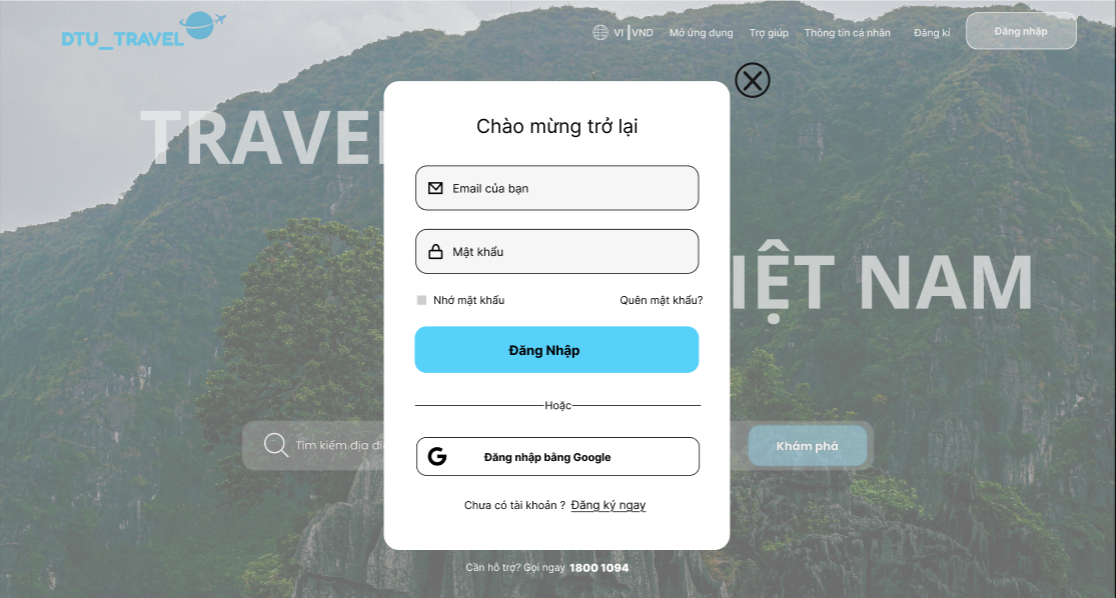 DTU_TRAVEL
VI | VND Mở ứng dụng Trợ giúp Thông tin cá nhân Đăng kí Đăng nhập
TRAVEL
Chào mừng trở lại
Email của bạn
Mật khẩu
IỆT NAM
Nhớ mật khẩu Quên mật khẩu?
Đăng Nhập
Hoặc
Tìm kiếm địa đi
Khám phá
Đăng nhập bằng Google
Chưa có tài khoản ? Đăng ký ngay
Cần hỗ trợ? Gọi ngay 1800 1094